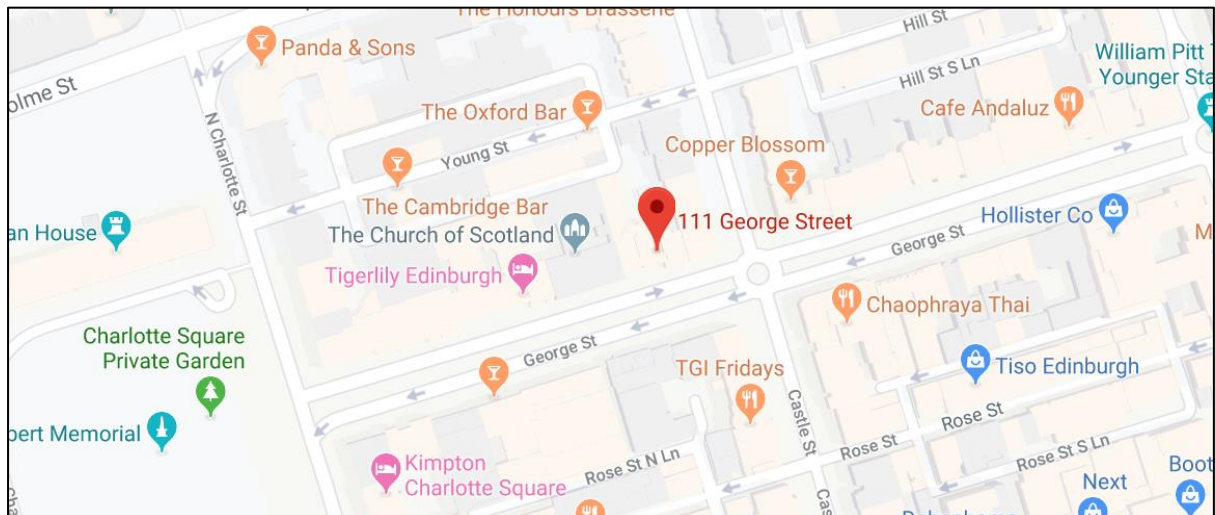 The Honours Brasserie
Panda & Sons
Hill St
William Pitt
Younger Sta
olme St
Hill St S Ln
The Oxford Bar
Cafe Andaluz
N Charlotte St
Young St
Copper Blossom
The Cambridge Bar
The Church of Scotland
111 George Street
Hollister Co
an House
George St
M
Tigerlily Edinburgh
Chaophraya Thai
Charlotte Square
Private Garden
George St
TGI Fridays
Tiso Edinburgh
pert Memorial
Castle St
Rose St
Rose St
Kimpton
Charlotte Square
Rose St N Ln
Rose St S Ln
Boot
Next
Cas